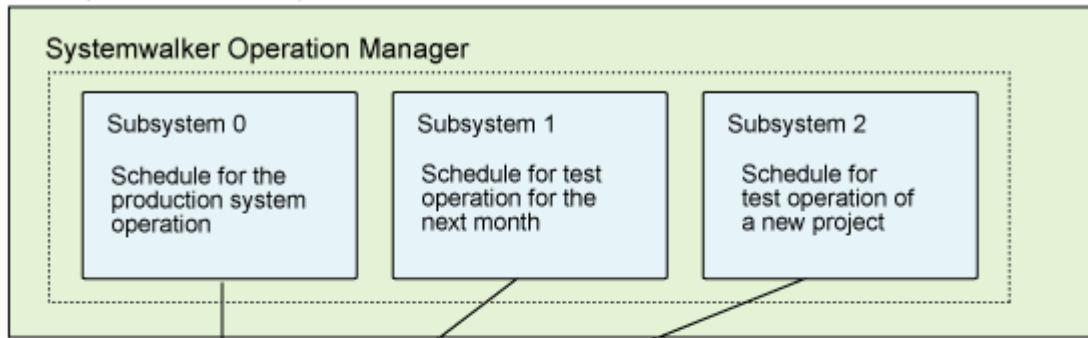 Systemwalker Operation Manager
Subsystem 0
Schedule for the
production system
operation
Subsystem 1
Schedule for test
operation for the
next month
Subsystem 2
Schedule for
test operation of
a new project